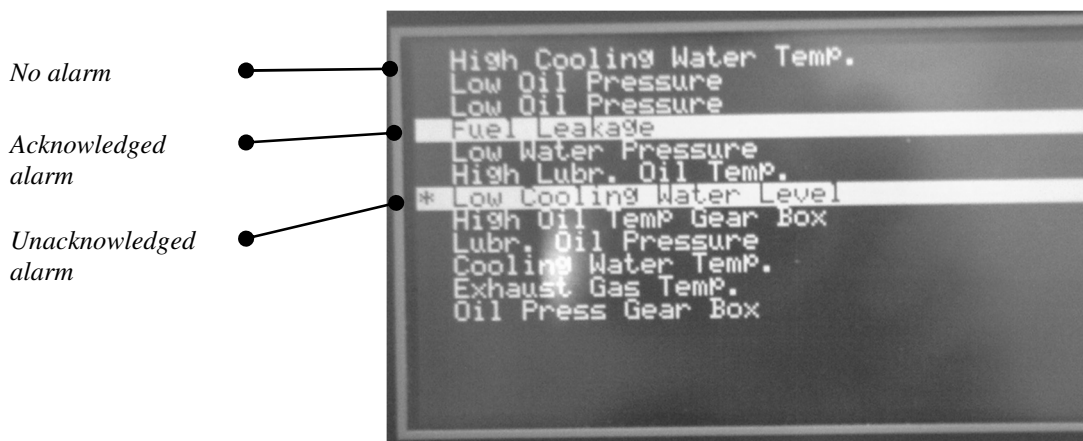 No alarm
Acknowledged
alarm
Unacknowledged
alarm
High Cooling Water Temp.
Low Oil Pressure
Low Oil Pressure
Fuel Leakage
Low Water Pressure
High Lubr. Oil Temp.
* Low Cooling Water Level
High Oil Temp Gear Box
Lubr. Oil Pressure
Cooling Water Temp.
Exhaust Gas Temp.
Oil Press Gear Box